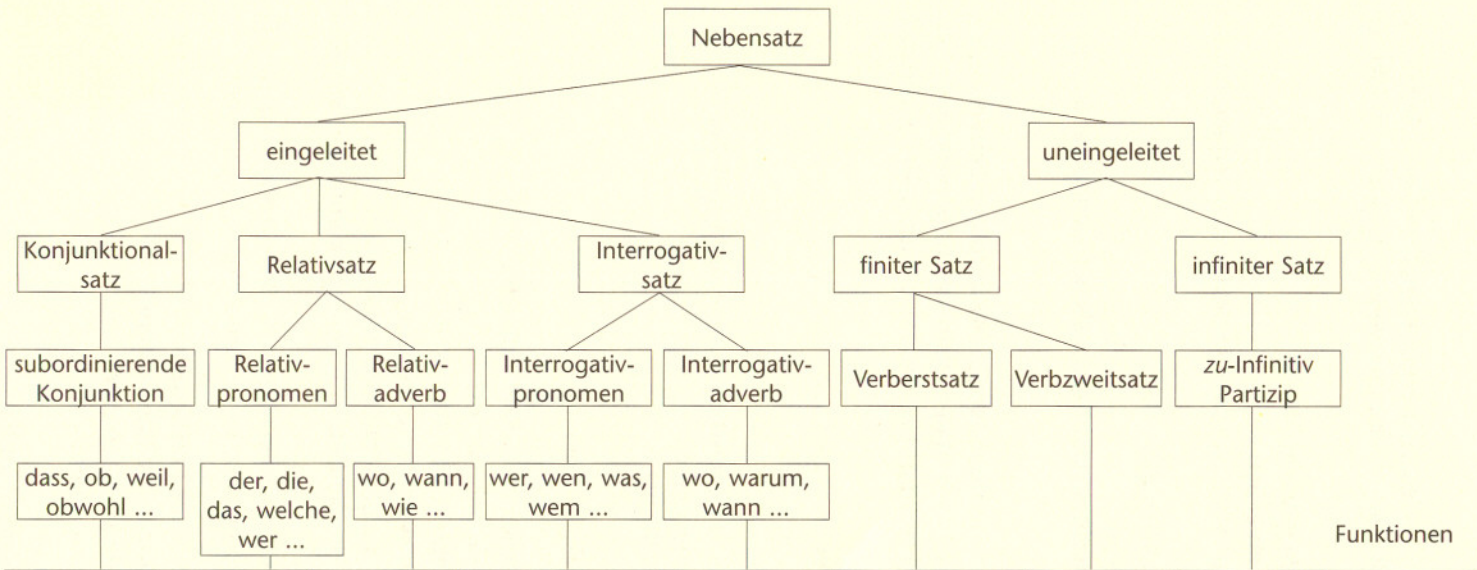 Nebensatz
eingeleitet
uneingeleitet
Konjunktional-
satz
Relativsatz
Interrogativ-
satz
finiter Satz
infiniter Satz
subordinierende
Konjunktion
Relativ-
pronomen
Relativ-
adverb
Interrogativ-
pronomen
Interrogativ-
adverb
Verberstsatz
Verbzweitsatz
zu-Infinitiv
Partizip
dass, ob, weil,
obwohl ...
der, die,
das, welche,
wer ...
wo, wann,
wie ...
wer, wen, was,
wem ...
wo, warum,
wann ...
Funktionen